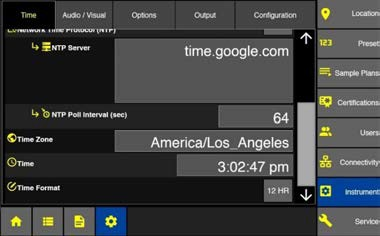 Time
Audio / Visual
Options
Output
Configuration
Network Time Protocol (NTP)
NTP Server
time.google.com
NTP Poll Interval (sec)
64
Time Zone
America/Los_Angeles
Time
3:02:47 pm
Time Format
12 HR
Location
123
Preset
Sample Plans
Certifications
Users
Connectivity
Instrument
Service